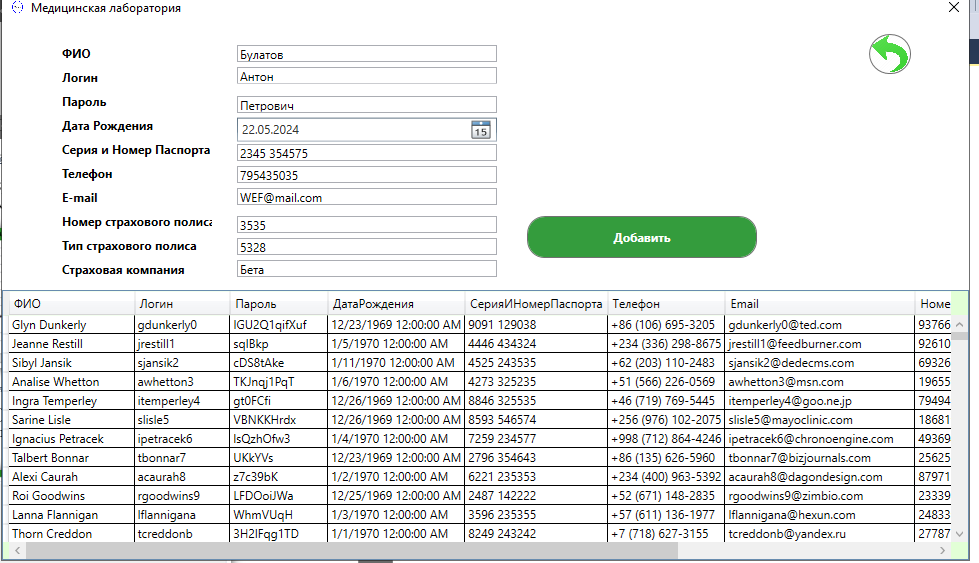 Медицинская лаборатория
ФИО Булатов
Логин Антон
Пароль Петрович
Дата Рождения 22.05.2024 15
Серия и Номер Паспорта 2345 354575
Телефон 795435035
E-mail WEF@mail.com
Номер страхового полиса 3535
Тип страхового полиса 5328
Страховая компания Бета
Добавить
ФИО Логин Пароль ДатаРождения СерияИНомерПаспорта Телефон Email Номе
Glyn Dunkerly gdunkerly0 IGU2Q1qifXuf 12/23/1969 12:00:00 AM 9091 129038 +86 (106) 695-3205 gdunkerly0@ted.com 93766
Jeanne Restill jrestill1 sqIBkp 1/5/1970 12:00:00 AM 4446 434324 +234 (336) 298-8675 jrestill1@feedburner.com 92610
Sibyl Jansik sjansik2 cDS8tAke 1/11/1970 12:00:00 AM 4525 243535 +62 (203) 110-2483 sjansik2@dedecms.com 69326
Analise Whetton awhetton3 TKJnqj1PqT 1/6/1970 12:00:00 AM 4273 325235 +51 (566) 226-0569 awhetton3@msn.com 19655
Ingra Temperley itemperley4 gt0FCfi 12/26/1969 12:00:00 AM 8846 325535 +46 (719) 769-5445 itemperley4@goo.ne.jp 79494
Sarine Lisle slisle5 VBNKKHrdx 12/26/1969 12:00:00 AM 8593 546574 +256 (976) 102-2075 slisle5@mayoclinic.com 18681
Ignacius Petracek ipetracek6 IsQzhOfw3 1/4/1970 12:00:00 AM 7259 234577 +998 (712) 864-4246 ipetracek6@chronoengine.com 49369
Talbert Bonnar tbonnar7 UKkYVs 12/23/1969 12:00:00 AM 2796 354643 +86 (135) 626-5960 tbonnar7@bizjournals.com 25625
Alexi Caurah acaurah8 z7c39bK 1/2/1970 12:00:00 AM 6221 235353 +234 (400) 963-5392 acaurah8@dagondesign.com 87971
Roi Goodwins rgoodwins9 LFDOoiJWa 12/25/1969 12:00:00 AM 2487 142222 +52 (671) 148-2835 rgoodwins9@zimbio.com 23339
Lanna Flannigan lflannigana WhmVUqH 1/3/1970 12:00:00 AM 3596 235355 +57 (611) 136-1977 lflannigana@hexun.com 24833
Thorn Creddon tcreddonb 3H2lFqg1TD 1/1/1970 12:00:00 AM 8249 243242 +7 (718) 627-3155 tcreddonb@yandex.ru 27787